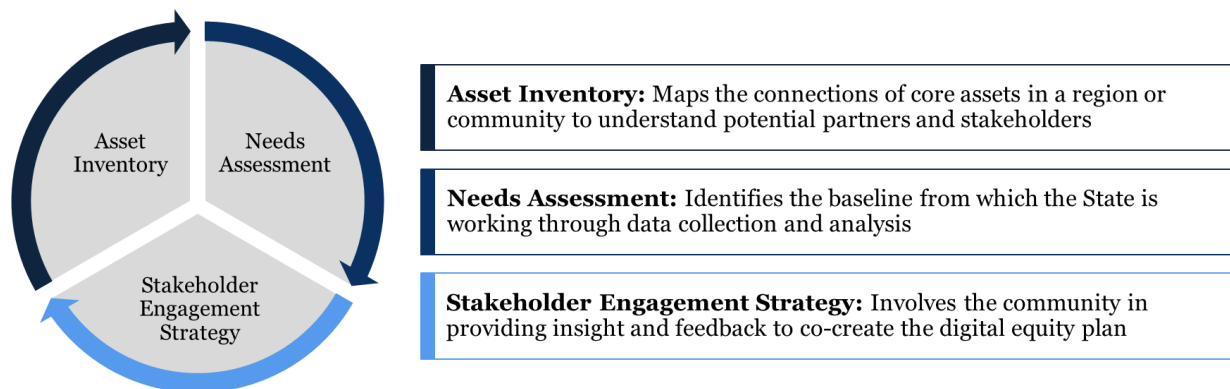 Asset
Inventory
Needs
Assessment
Stakeholder
Engagement
Strategy
Asset Inventory: Maps the connections of core assets in a region or
community to understand potential partners and stakeholders
Needs Assessment: Identifies the baseline from which the State is
working through data collection and analysis
Stakeholder Engagement Strategy: Involves the community in
providing insight and feedback to co-create the digital equity plan